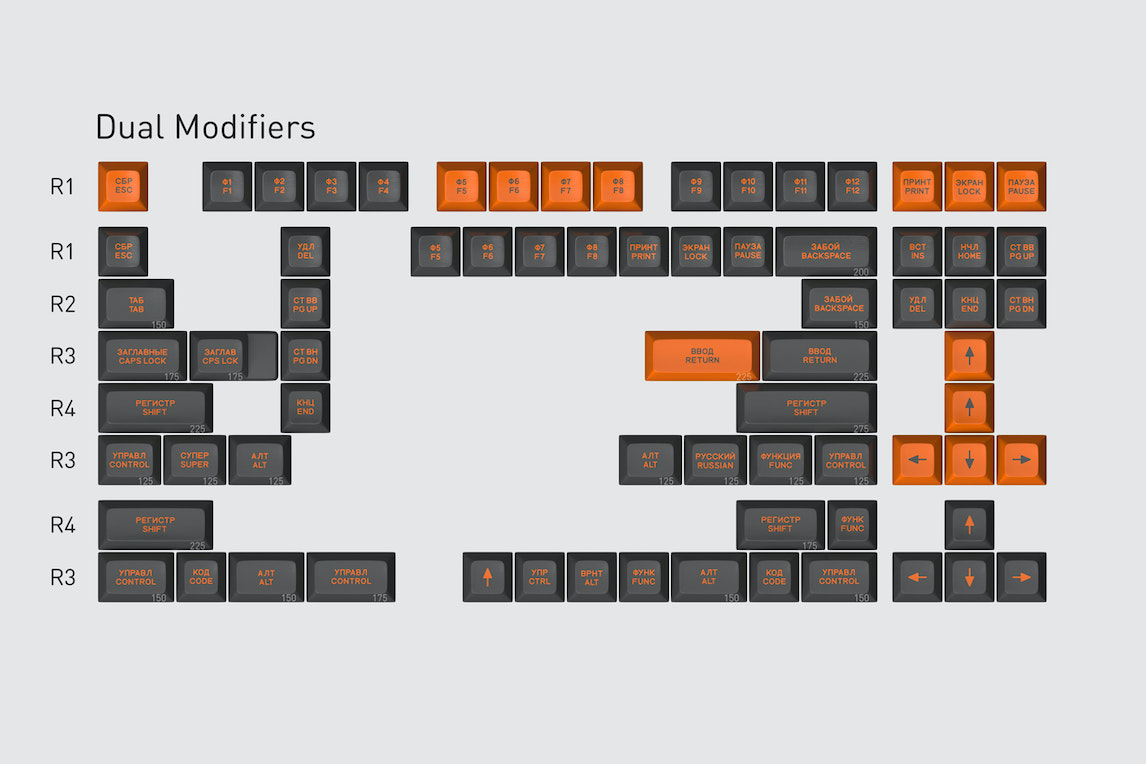 Dual Modifiers
R1
СБР
ESC
Ф1
F1
Ф2
F2
Ф3
F3
Ф4
F4
Ф5
F5
Ф6
F6
Ф7
F7
Ф8
F8
Ф9
F9
Ф10
F10
Ф11
F11
Ф12
F12
ПРИНТ
PRINT
ЭКРАН
LOCK
ПАУЗА
PAUSE
R1
СБР
ESC
УДЛ
DEL
Ф5
F5
Ф6
F6
Ф7
F7
Ф8
F8
ПРИНТ
PRINT
ЭКРАН
LOCK
ПАУЗА
PAUSE
ЗАБОЙ
BACKSPACE
200
ВСТ
INS
НЧЛ
HOME
СТ ВВ
PG UP
R2
ТАБ
TAB
150
СТ ВВ
PG UP
ЗАБОЙ
BACKSPACE
150
УДЛ
DEL
КНЦ
END
СТ ВН
PG DN
R3
ЗАГЛАВНЫЕ
CAPS LOCK
175
ЗАГЛАВ
CPS LCK
175
СТ ВН
PG DN
ВВОД
RETURN
225
ВВОД
RETURN
225
↑
R4
РЕГИСТР
SHIFT
225
КНЦ
END
РЕГИСТР
SHIFT
275
↑
R3
УПРАВЛ
CONTROL
125
СУПЕР
SUPER
125
АЛТ
ALT
125
АЛТ
ALT
125
РУССКИЙ
RUSSIAN
125
ФУНКЦИЯ
FUNC
125
УПРАВЛ
CONTROL
125
←
↓
→
R4
РЕГИСТР
SHIFT
225
РЕГИСТР
SHIFT
175
ФУНК
FUNC
↑
R3
УПРАВЛ
CONTROL
150
КОД
CODE
АЛТ
ALT
150
УПРАВЛ
CONTROL
175
↑
УПР
CTRL
ВРНТ
ALT
ФУНК
FUNC
АЛТ
ALT
150
КОД
CODE
УПРАВЛ
CONTROL
150
←
↓
→